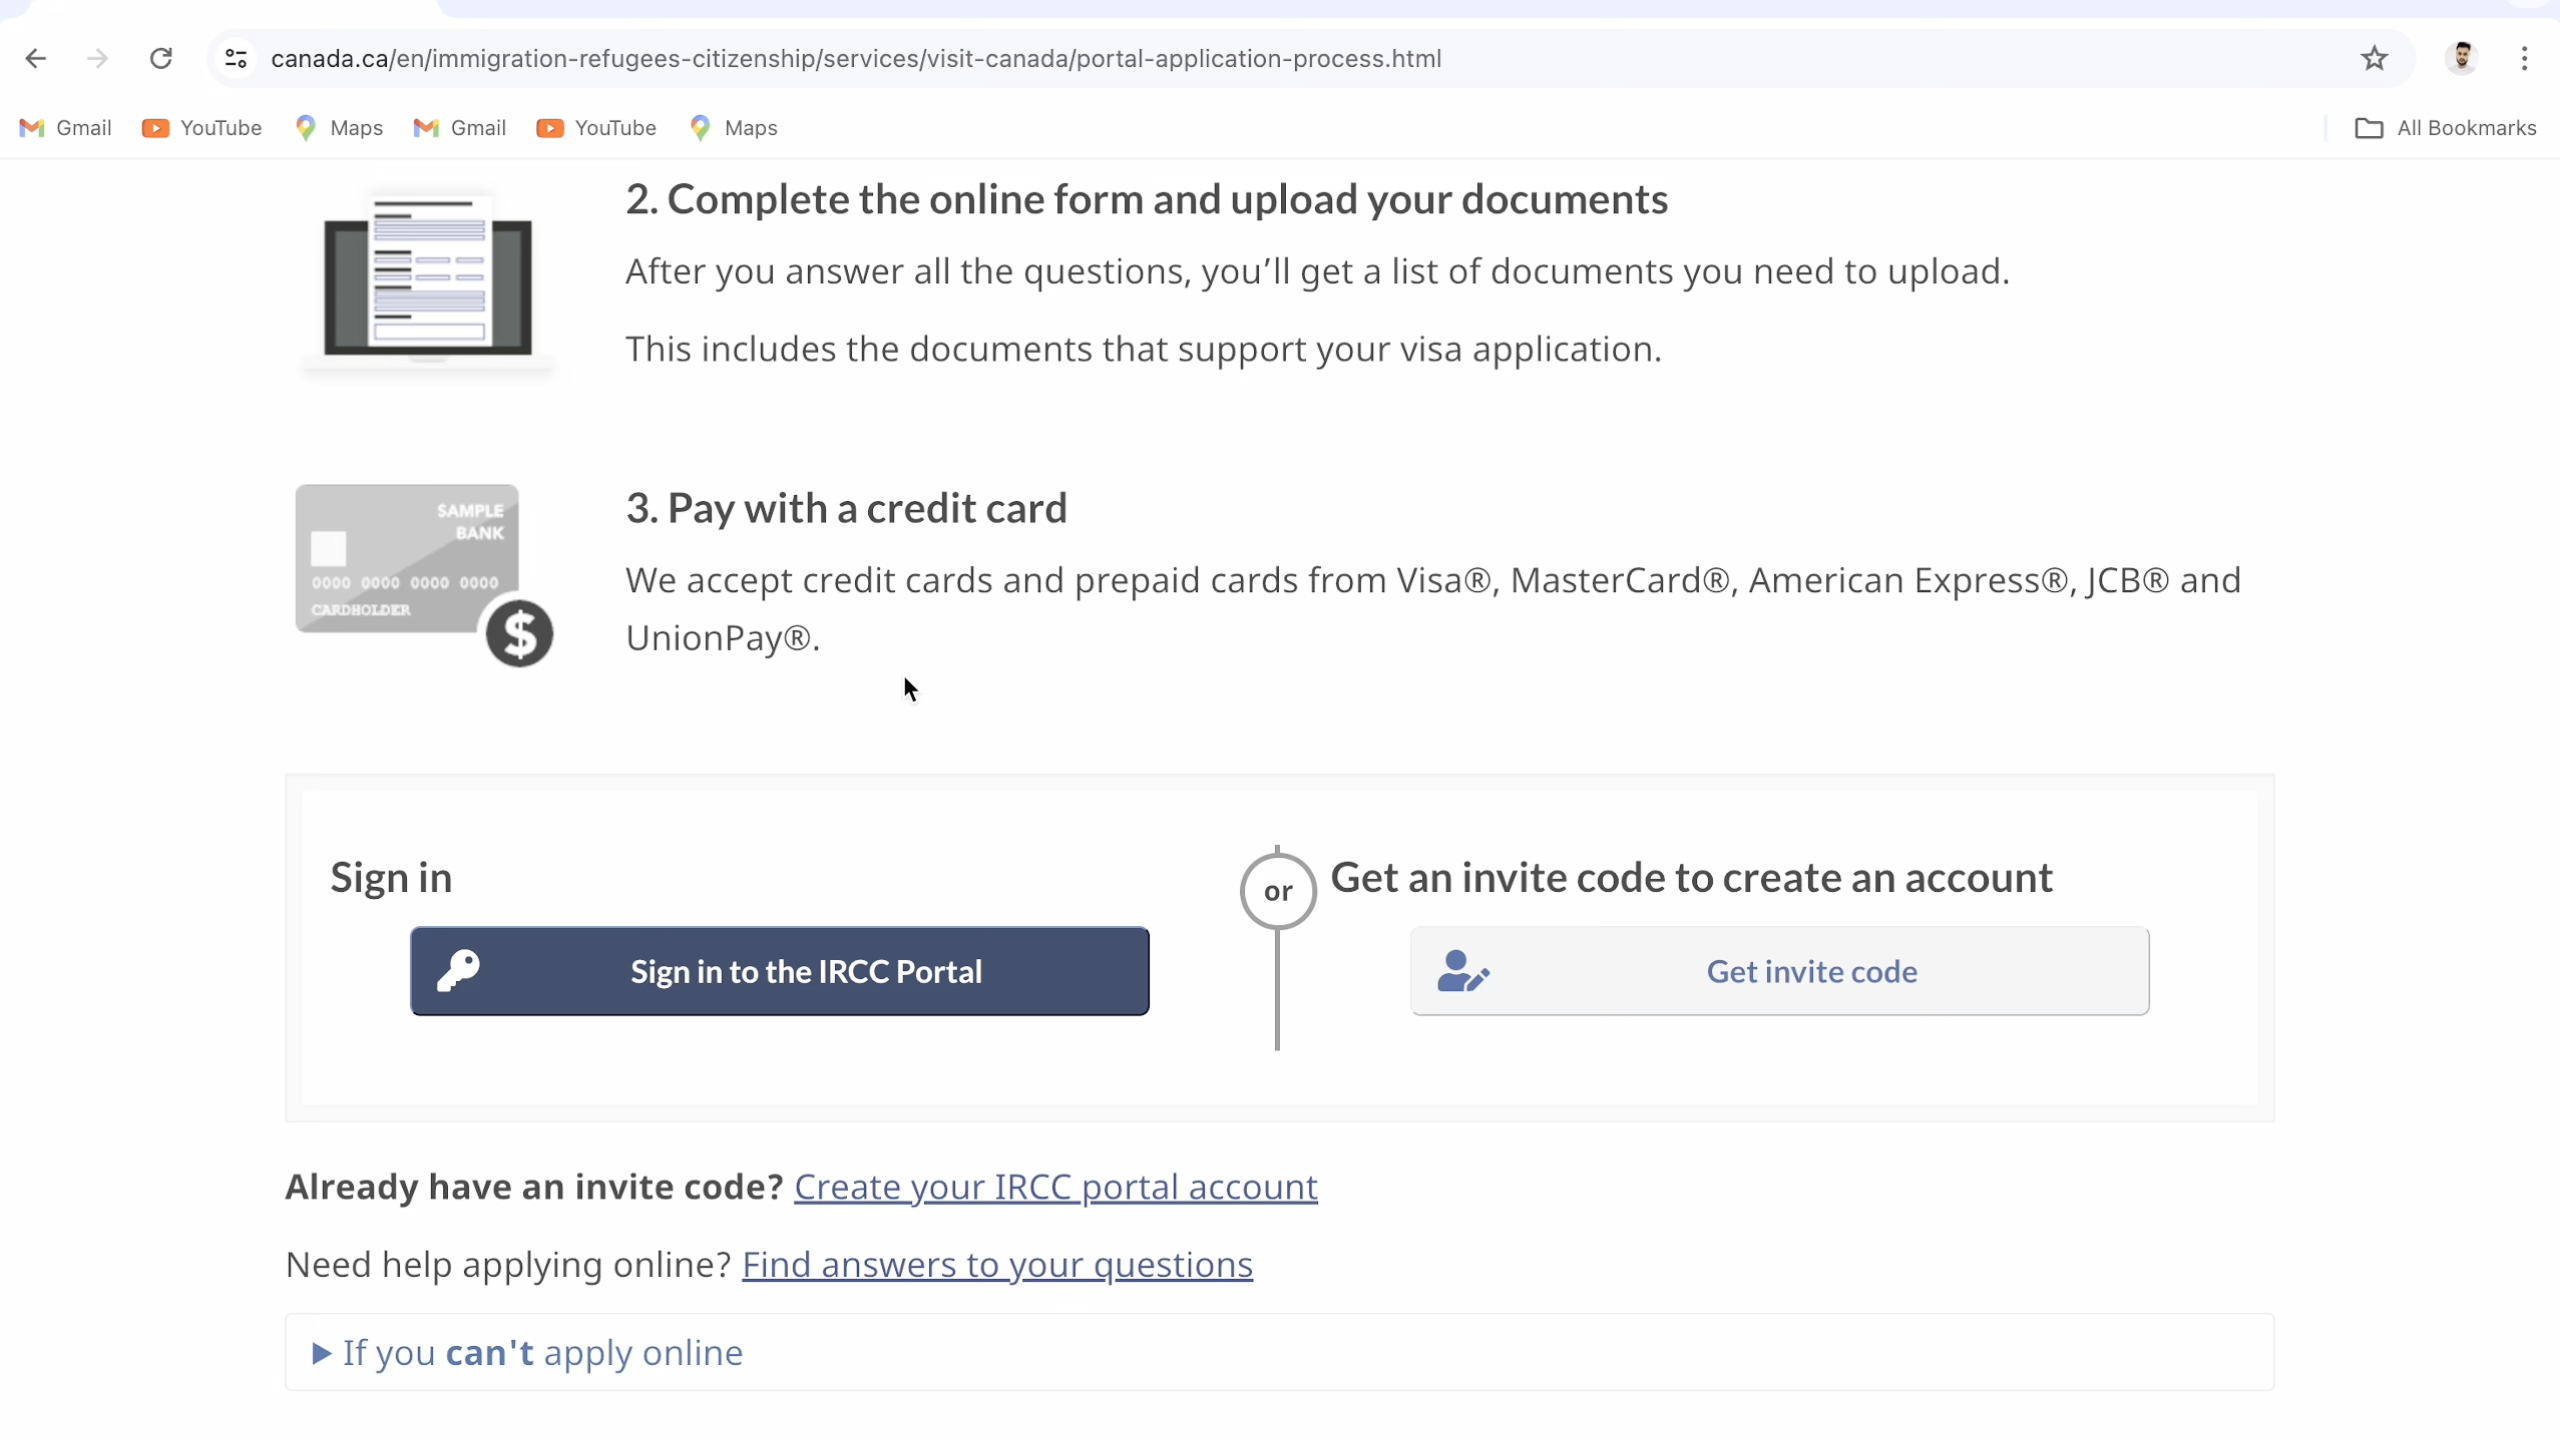 canada.ca/en/immigration-refugees-citizenship/services/visit-canada/portal-application-process.html
Gmail YouTube Maps Gmail YouTube Maps All Bookmarks
2. Complete the online form and upload your documents
After you answer all the questions, you’ll get a list of documents you need to upload.
This includes the documents that support your visa application.
SAMPLE
BANK
0000 0000 0000 0000
CARDHOLDER
$
3. Pay with a credit card
We accept credit cards and prepaid cards from Visa®, MasterCard®, American Express®, JCB® and
UnionPay®.
Sign in
Sign in to the IRCC Portal
or
Get an invite code to create an account
Get invite code
Already have an invite code? Create your IRCC portal account
Need help applying online? Find answers to your questions
▶ If you can't apply online